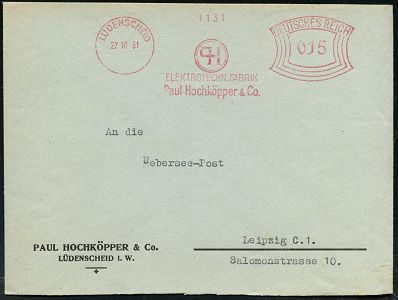 1131
LÜDENSCHEID
27 10 31
PH
ELEKTROTECHN. FABRIK
Paul Hochköpper & Co.
DEUTSCHES REICH
015
An die
Uebersee-Post
Leipzig C.1.
Salomonstrasse 10.
PAUL HOCHKÖPPER & Co.
LÜDENSCHEID i. W.